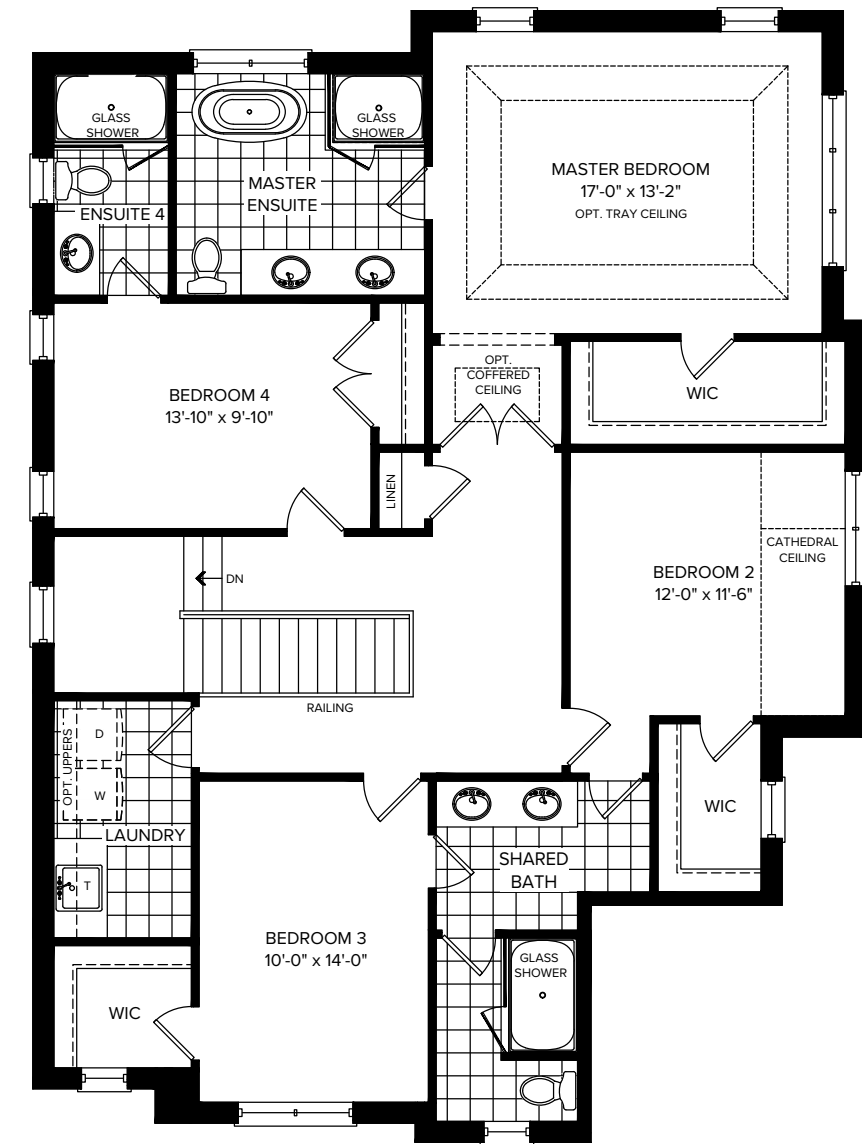 GLASS
SHOWER
GLASS
SHOWER
MASTER
ENSUITE
ENSUITE 4
MASTER BEDROOM
17'-0" x 13'-2"
OPT. TRAY CEILING
OPT.
COFFERED
CEILING
WIC
BEDROOM 4
13'-10" x 9'-10"
LINEN
DN
CATHEDRAL
CEILING
BEDROOM 2
12'-0" x 11'-6"
RAILING
OPT. UPPERS
D
W
LAUNDRY
T
WIC
SHARED
BATH
BEDROOM 3
10'-0" x 14'-0"
GLASS
SHOWER
WIC